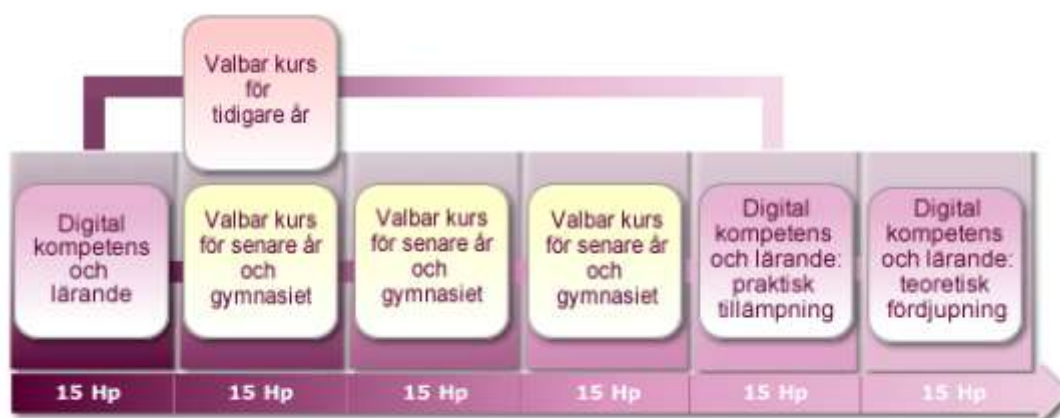 Valbar kurs
för
tidigare år
Digital
kompetens
och
lärande
Valbar kurs
för senare år
och
gymnasiet
Valbar kurs
för senare år
och
gymnasiet
Valbar kurs
för senare år
och
gymnasiet
Digital
kompetens
och lärande:
praktisk
tillämpning
Digital
kompetens
och lärande:
teoretisk
fördjupning
15 Hp
15 Hp
15 Hp
15 Hp
15 Hp
15 Hp